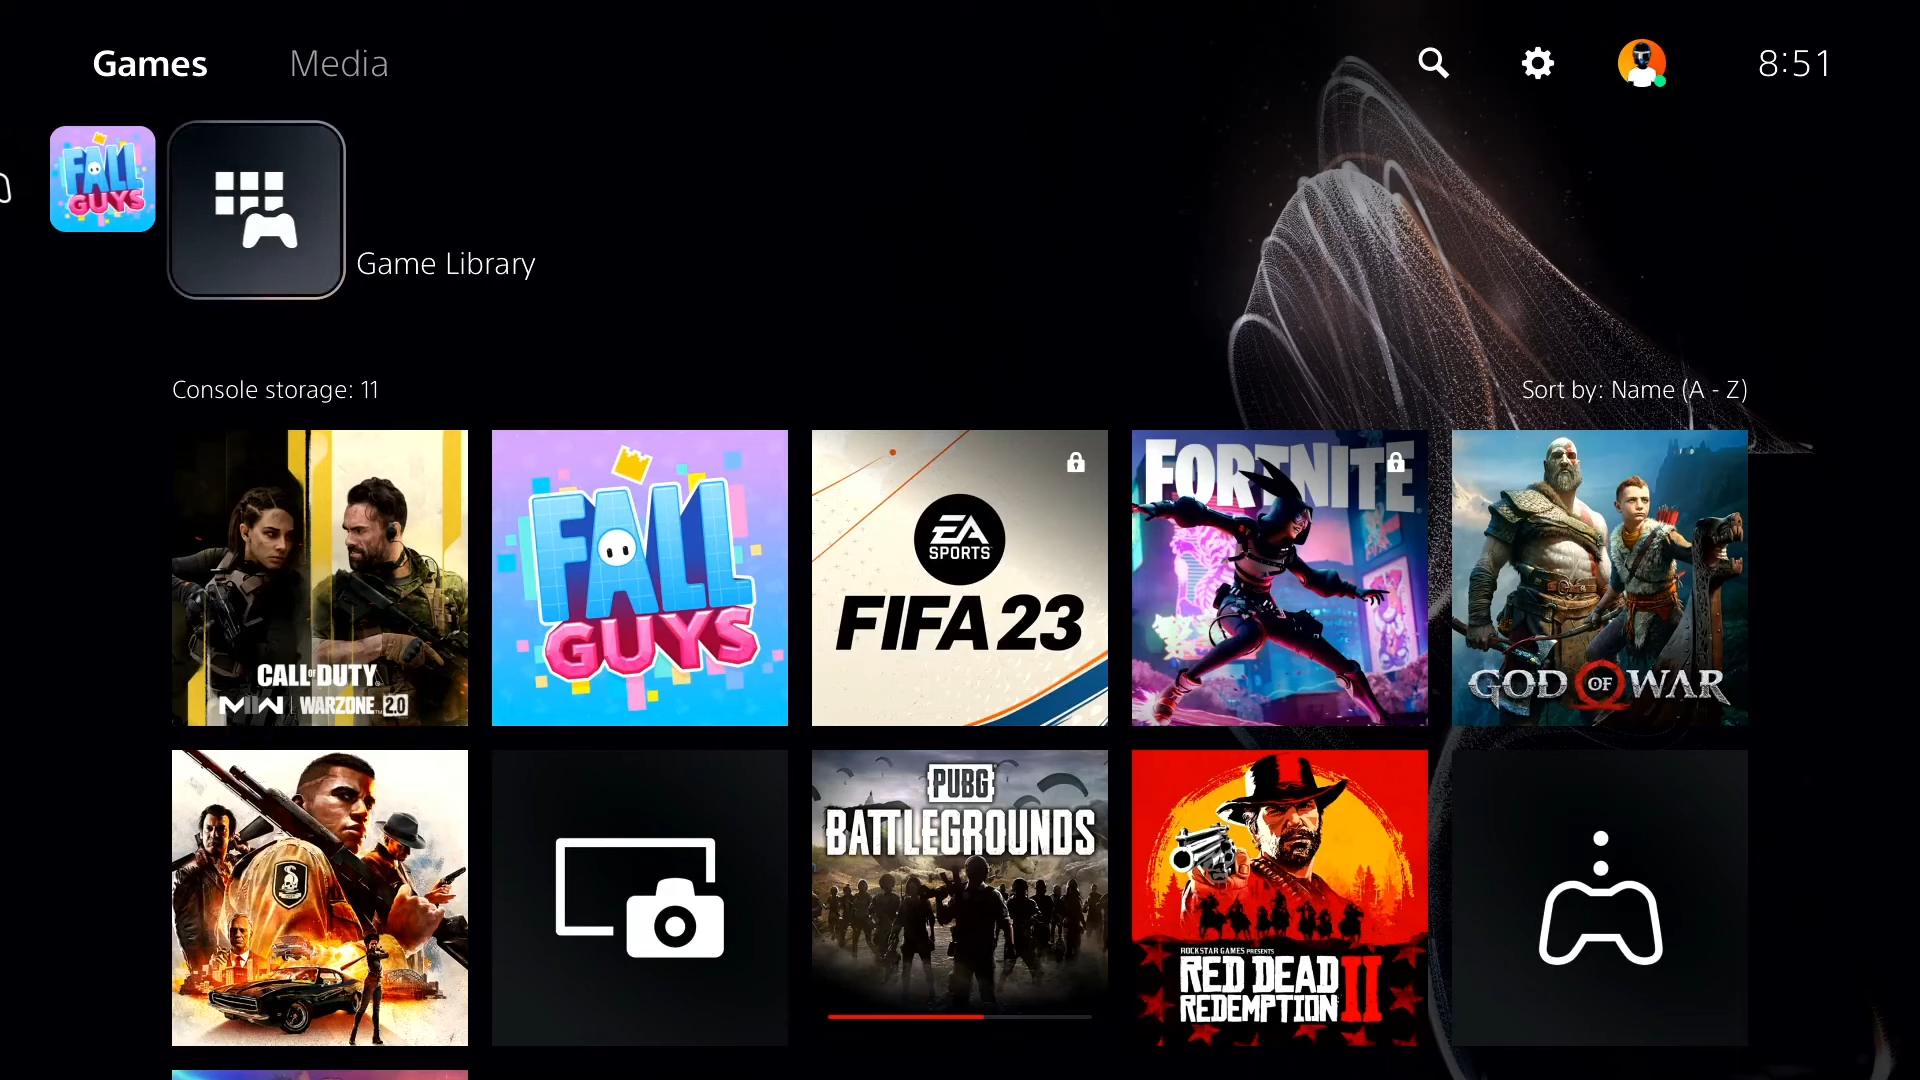 Games
Media
8:51
FALL
GUYS
Game Library
Console storage: 11
Sort by: Name (A - Z)
CALL OF DUTY
MW | WARZONE 2.0
FALL
GUYS
EA
SPORTS
FIFA 23
FORTNITE
GOD OF WAR
PUBG
BATTLEGROUNDS
ROCKSTAR GAMES PRESENTS
RED DEAD
REDEMPTION II